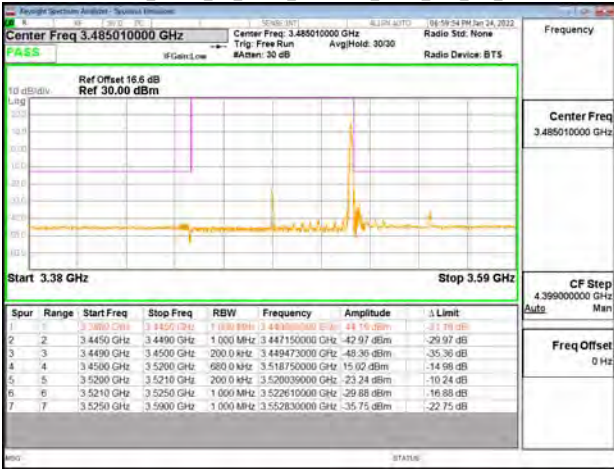 Keysight Spectrum Analyzer - Spurious Emissions
SENSE:INT
ALIGN AUTO
06:59:54 PM Jan 24, 2022
Center Freq 3.485010000 GHz
Center Freq: 3.485010000 GHz
Radio Std: None
Frequency
PASS
IFGain:Low
Trig: Free Run
Avg|Hold: 30/30
#Atten: 30 dB
Radio Device: BTS
Ref Offset 16.6 dB
10 dB/div
Ref 30.00 dBm
Log
Center Freq
3.485010000 GHz
Start 3.38 GHz
Stop 3.59 GHz
CF Step
4.399000000 GHz
Auto
Man
Spur Range Start Freq Stop Freq RBW Frequency Amplitude Δ Limit
2 2 3.4450 GHz 3.4490 GHz 1.000 MHz 3.447150000 GHz -42.97 dBm -29.97 dB
3 3 3.4490 GHz 3.4500 GHz 200.0 kHz 3.449473000 GHz -48.36 dBm -35.36 dB
4 4 3.4500 GHz 3.5200 GHz 680.0 kHz 3.518750000 GHz 15.02 dBm -14.98 dB
5 5 3.5200 GHz 3.5210 GHz 200.0 kHz 3.520039000 GHz -23.24 dBm -10.24 dB
6 6 3.5210 GHz 3.5250 GHz 1.000 MHz 3.522610000 GHz -29.88 dBm -16.88 dB
7 7 3.5250 GHz 3.5900 GHz 1.000 MHz 3.552830000 GHz -35.75 dBm -22.75 dB
Freq Offset
0 Hz
MSG
STATUS